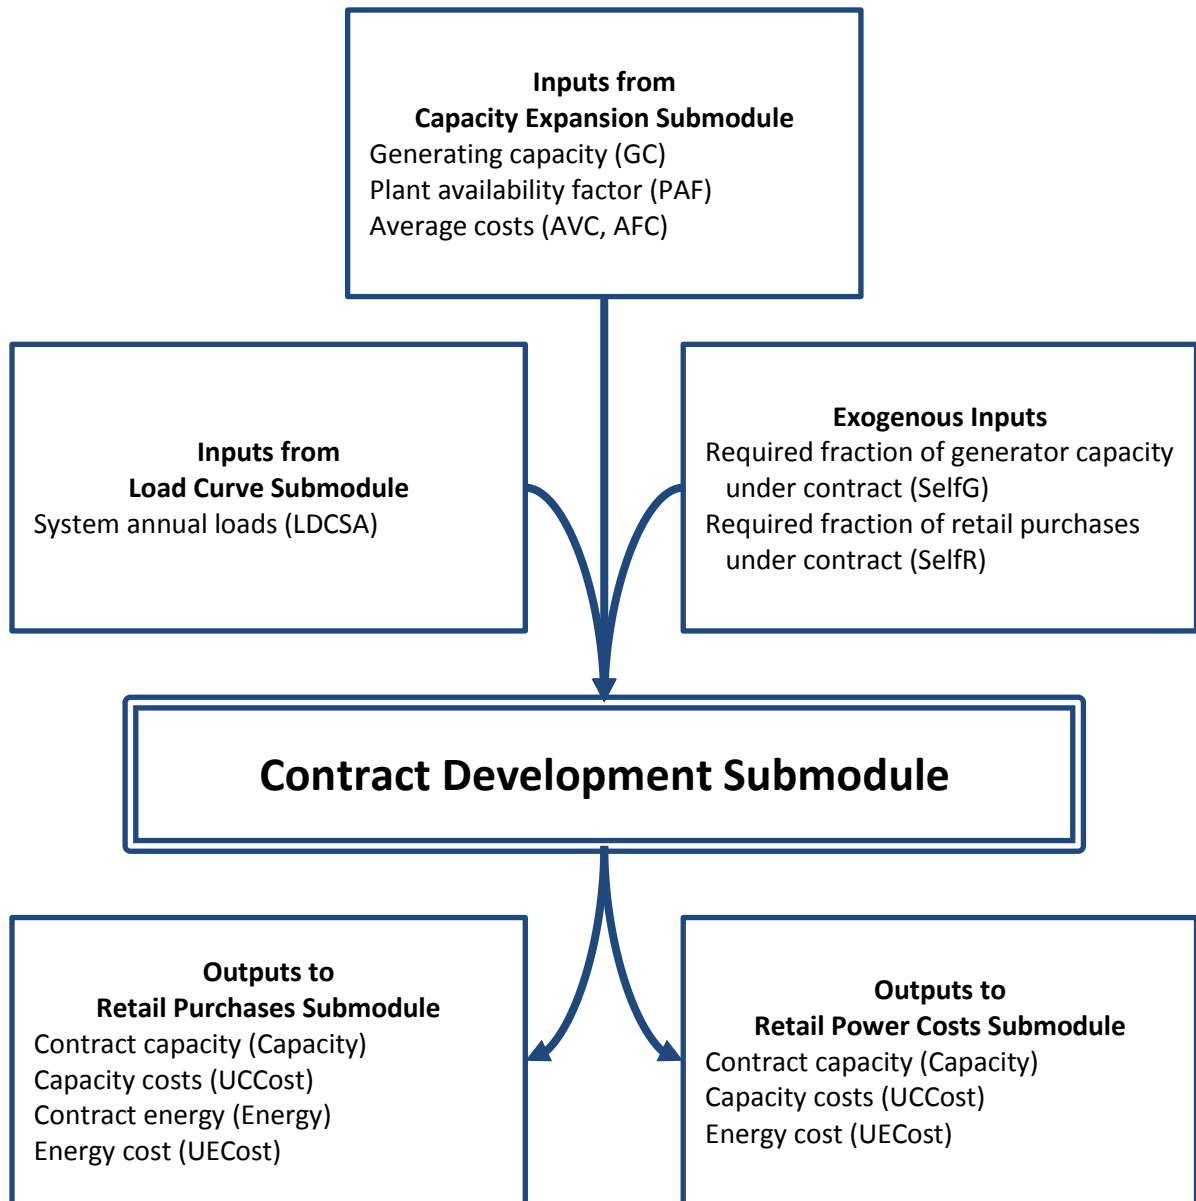 Inputs from
Capacity Expansion Submodule
Generating capacity (GC)
Plant availability factor (PAF)
Average costs (AVC, AFC)
Inputs from
Load Curve Submodule
System annual loads (LDCSA)
Exogenous Inputs
Required fraction of generator capacity
under contract (SelfG)
Required fraction of retail purchases
under contract (SelfR)
Contract Development Submodule
Outputs to
Retail Purchases Submodule
Contract capacity (Capacity)
Capacity costs (UCCost)
Contract energy (Energy)
Energy cost (UECost)
Outputs to
Retail Power Costs Submodule
Contract capacity (Capacity)
Capacity costs (UCCost)
Energy cost (UECost)